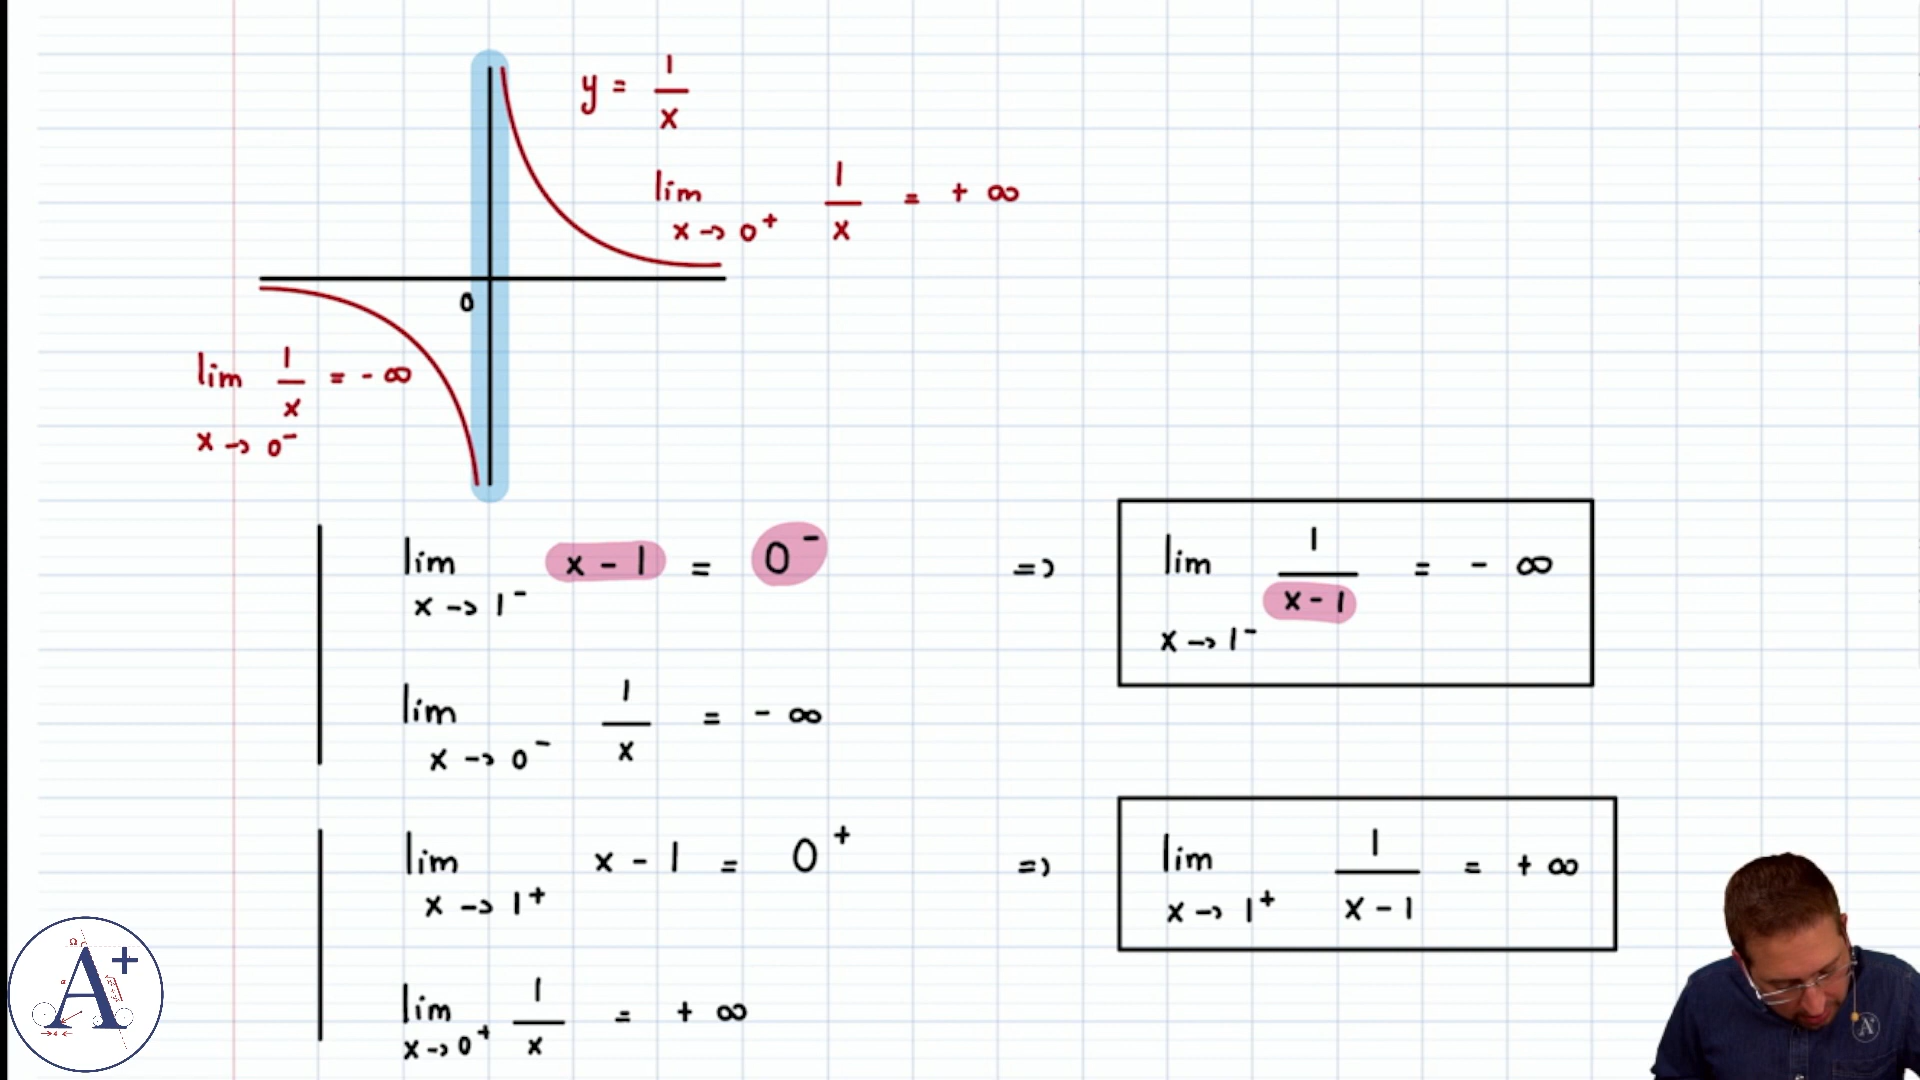 y = 1/x
lim x → 0⁺ 1/x = + ∞
0
lim x → 0⁻ 1/x = - ∞
lim x → 1⁻ x - 1 = 0⁻ => lim x → 1⁻ 1/(x - 1) = - ∞
lim x → 0⁻ 1/x = - ∞
lim x → 1⁺ x - 1 = 0⁺ => lim x → 1⁺ 1/(x - 1) = + ∞
lim x → 0⁺ 1/x = + ∞
A+
A+